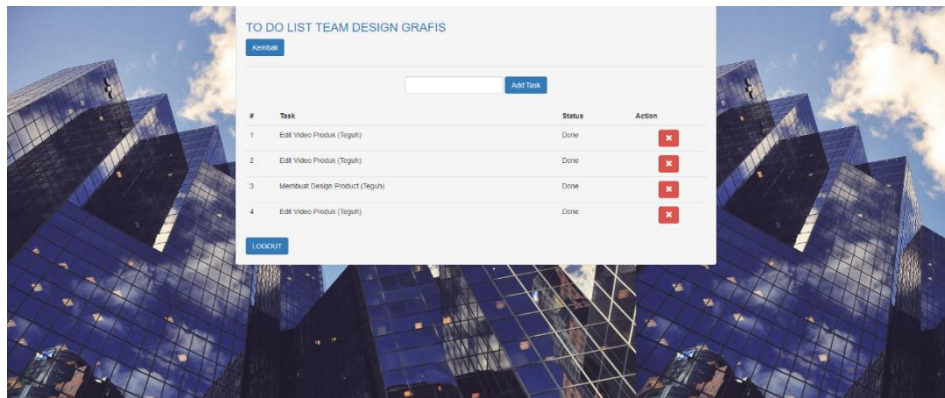 TO DO LIST TEAM DESIGN GRAFIS
Kembali
Add Task
# Task Status Action
1 Edit Video Produk (Teguh) Done
2 Edit Video Produk (Teguh) Done
3 Membuat Design Product (Teguh) Done
4 Edit Video Produk (Teguh) Done
LOGOUT